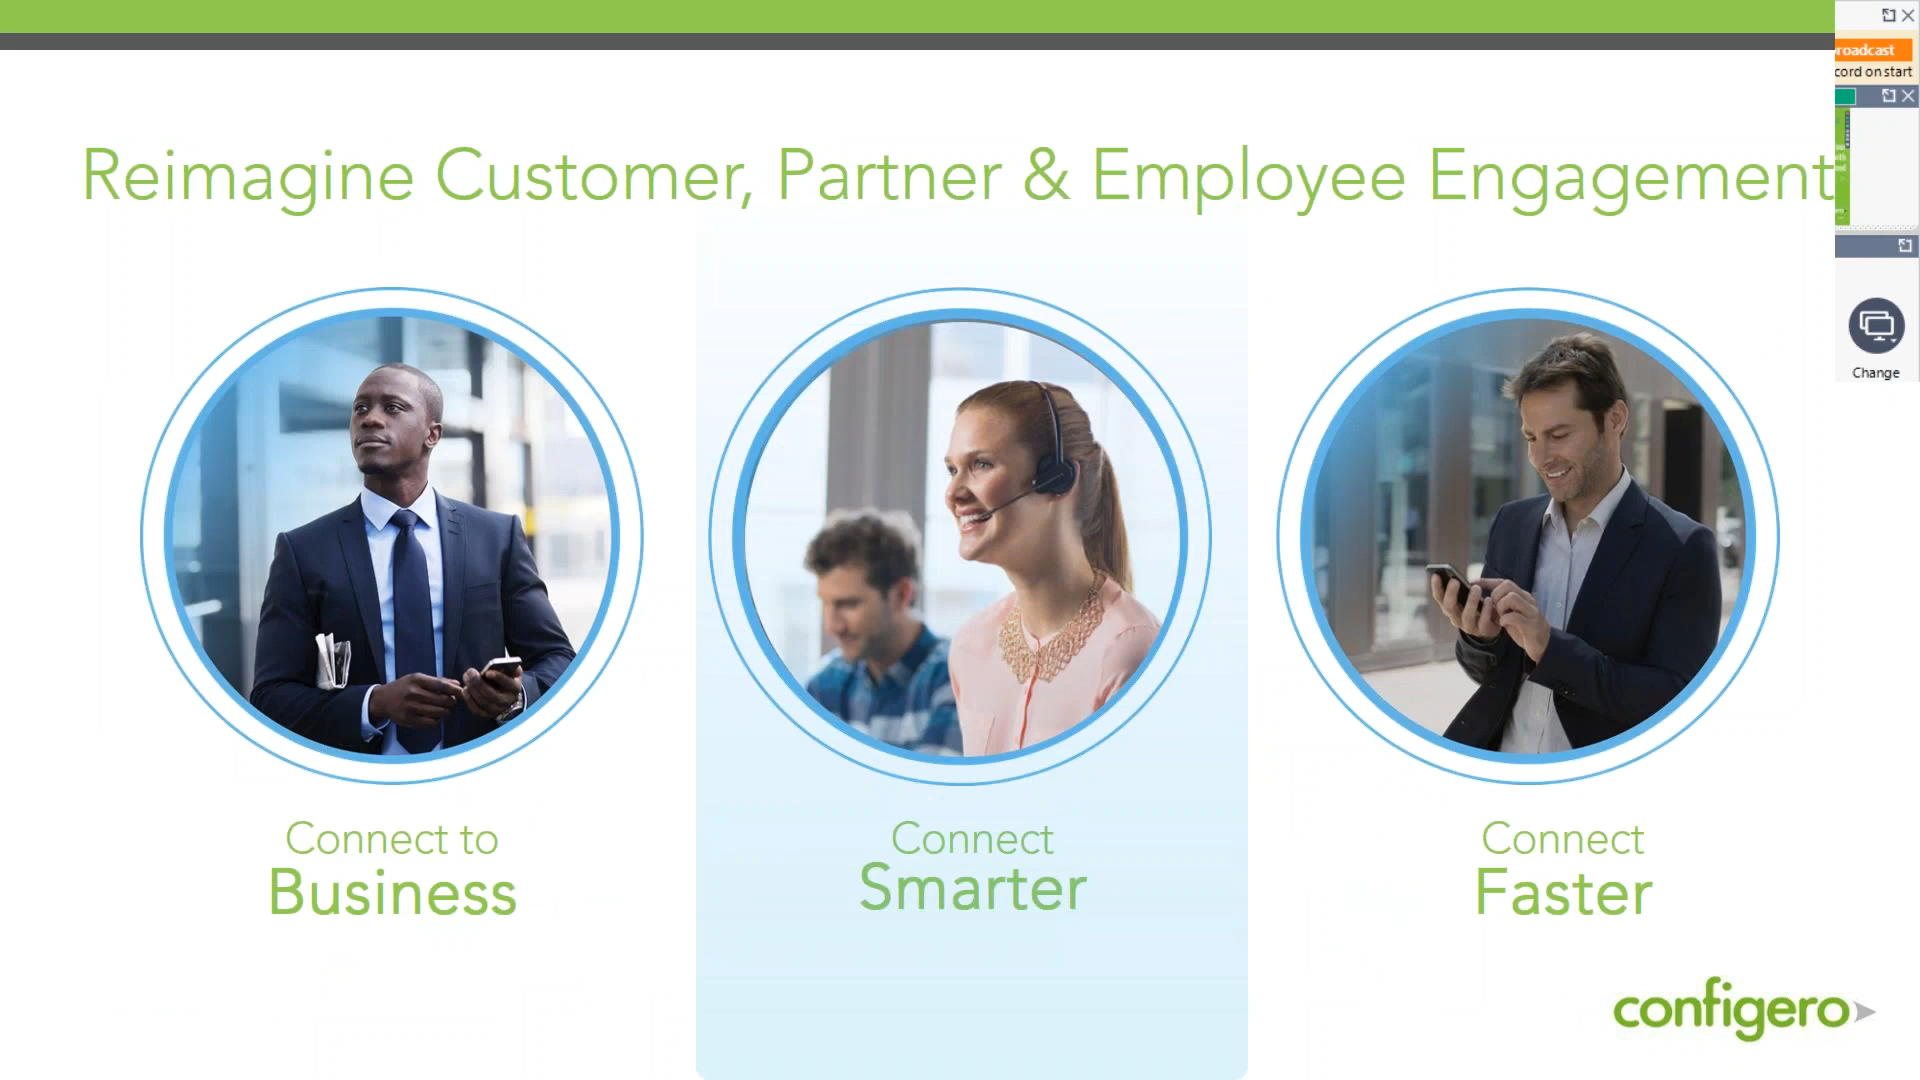 Reimagine Customer, Partner & Employee Engagement
roadcast
cord on start
Change
Connect to
Business
Connect
Smarter
Connect
Faster
configero